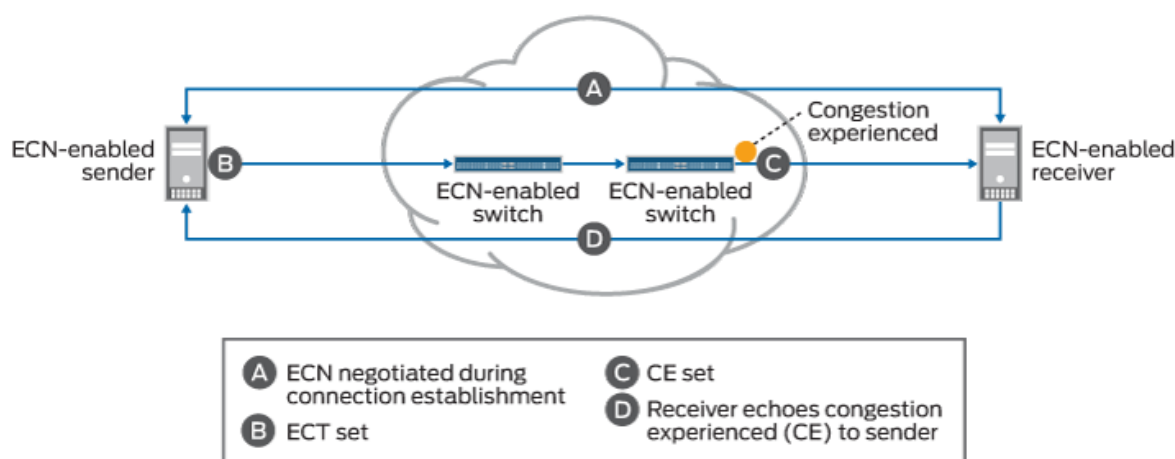 A
Congestion
experienced
ECN-enabled
sender
B
C
ECN-enabled
receiver
ECN-enabled
switch
ECN-enabled
switch
D
A ECN negotiated during
connection establishment
B ECT set
C CE set
D Receiver echoes congestion
experienced (CE) to sender